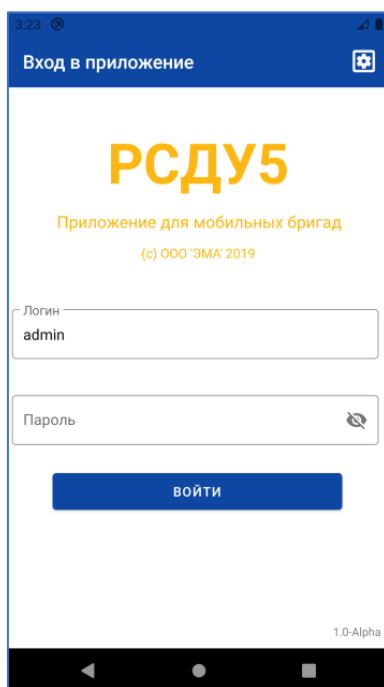 3:23
Вход в приложение
РСДУ5
Приложение для мобильных бригад
(c) ООО 'ЭМА' 2019
Логин
admin
Пароль
ВОЙТИ
1.0-Alpha